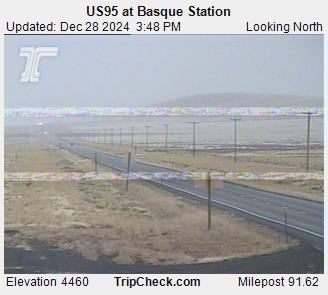 US95 at Basque Station
Updated: Dec 28 2024 3:48 PM Looking North
Elevation 4460 TripCheck.com Milepost 91.62